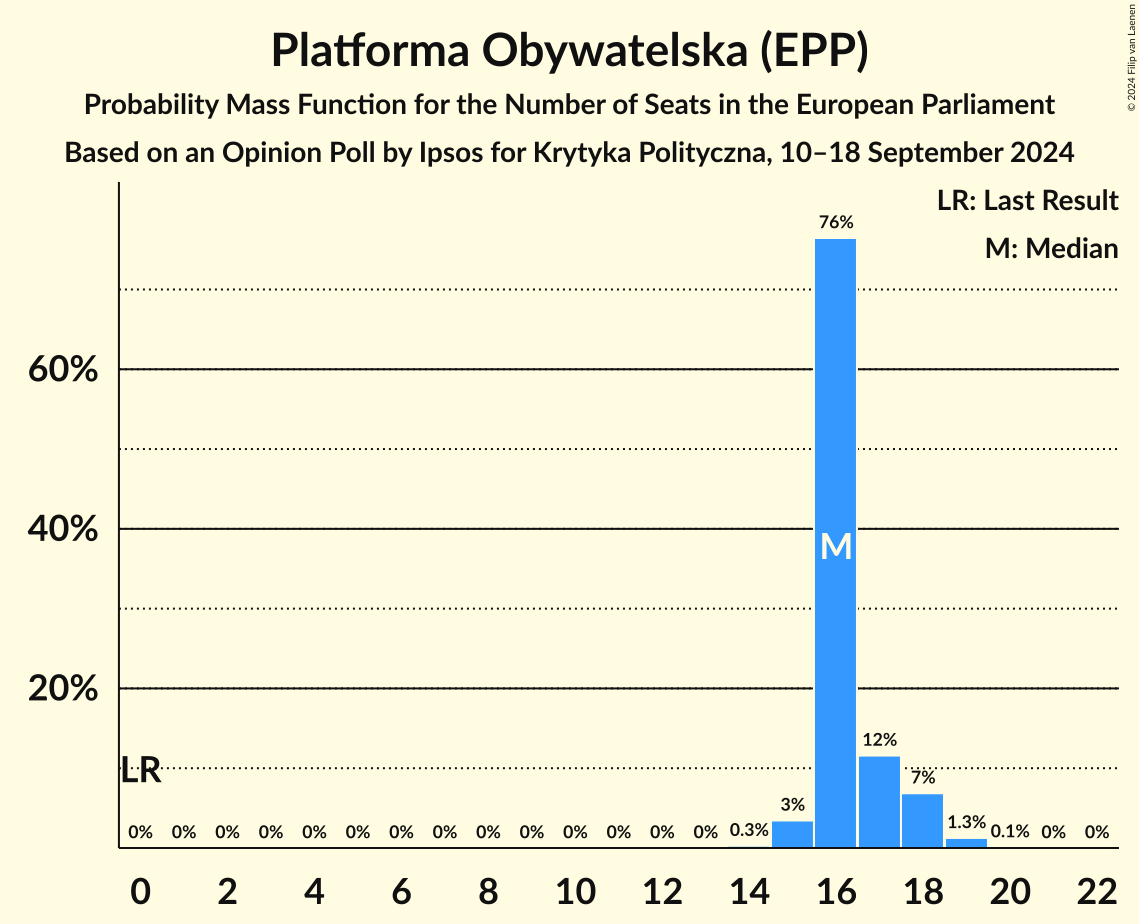 Platforma Obywatelska (EPP)
Probability Mass Function for the Number of Seats in the European Parliament
Based on an Opinion Poll by Ipsos for Krytyka Polityczna, 10–18 September 2024
© 2024 Filip van Laenen
LR: Last Result
M: Median
76%
60%
40%
M
20%
12%
LR
7%
3%
0% 0% 0% 0% 0% 0% 0% 0% 0% 0% 0% 0% 0% 0% 0.3% 1.3% 0.1% 0% 0%
0 2 4 6 8 10 12 14 16 18 20 22